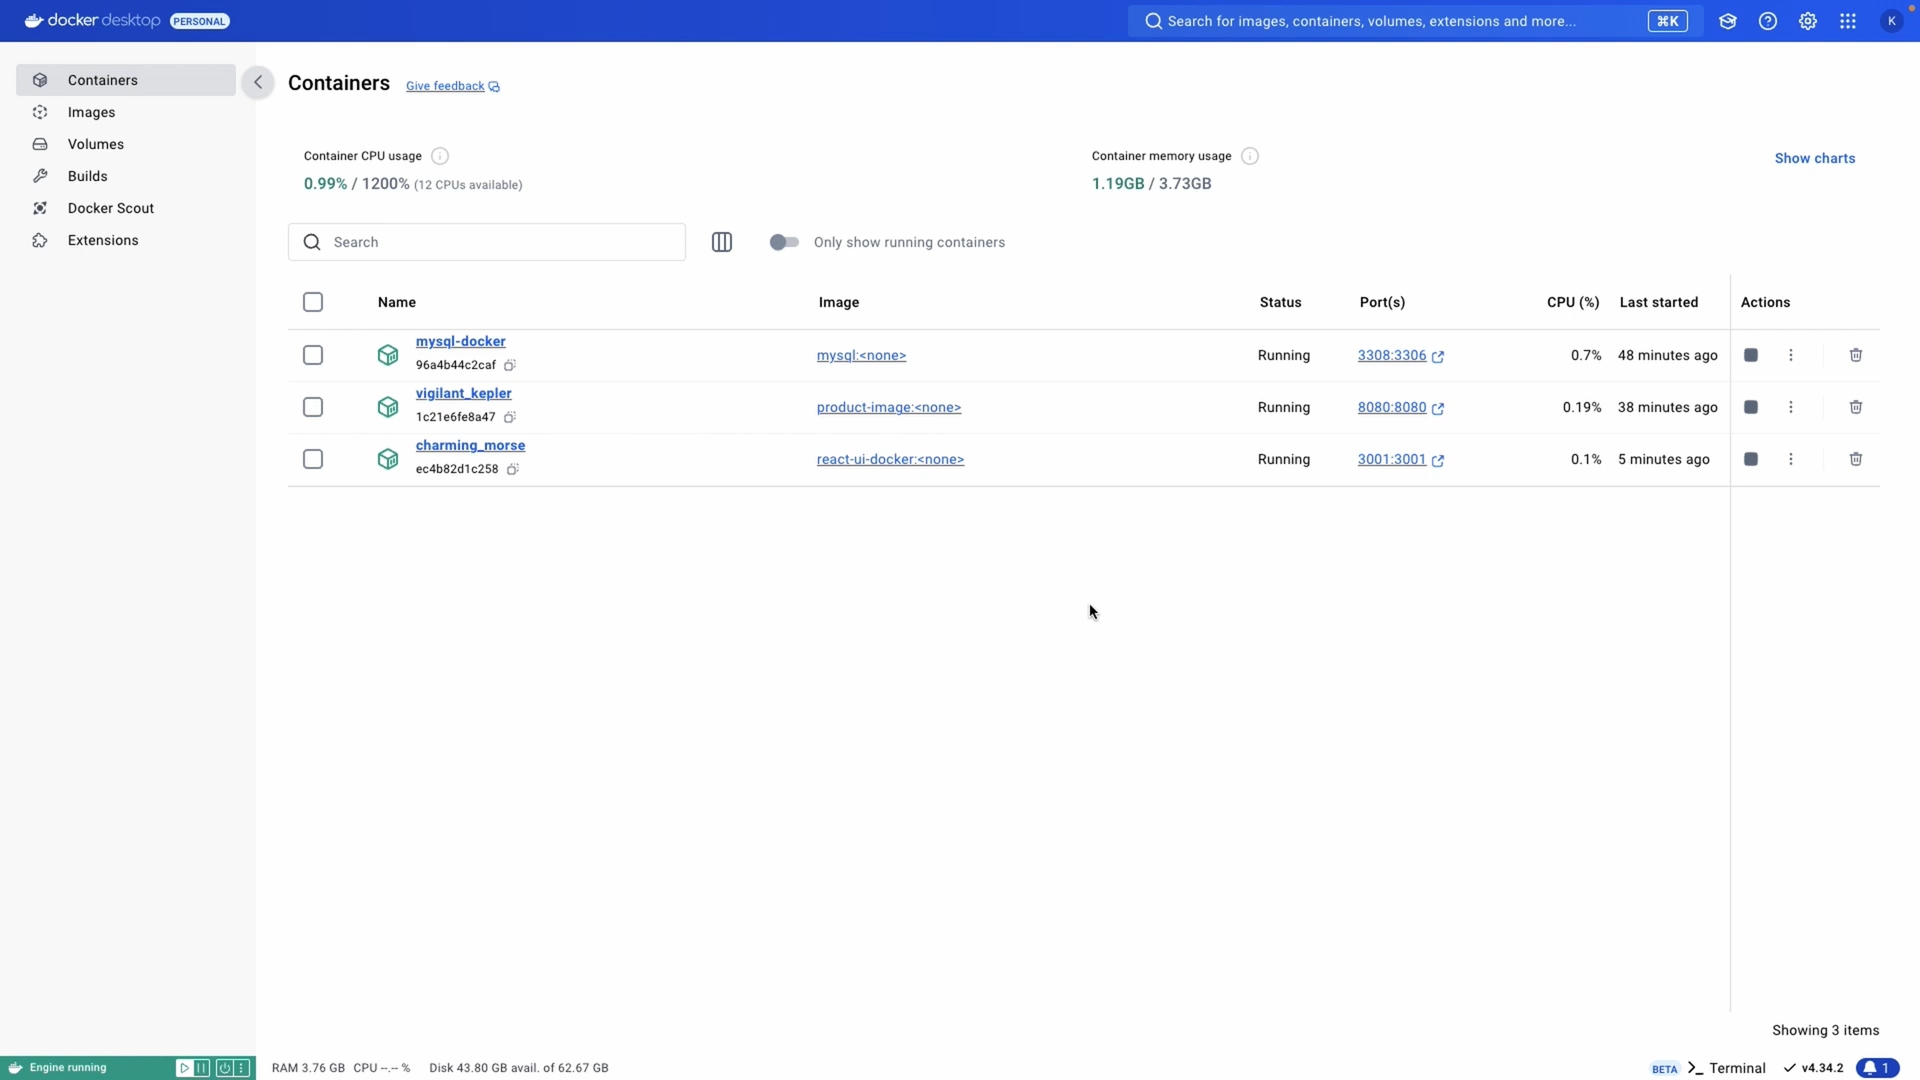 docker desktop PERSONAL
Search for images, containers, volumes, extensions and more...
⌘K
K
Containers
Images
Volumes
Builds
Docker Scout
Extensions
Containers
Give feedback
Container CPU usage
0.99% / 1200% (12 CPUs available)
Container memory usage
1.19GB / 3.73GB
Show charts
Search
Only show running containers
Name Image Status Port(s) CPU (%) Last started Actions
mysql-docker
96a4b44c2caf
mysql:<none> Running 3308:3306 0.7% 48 minutes ago
vigilant_kepler
1c21e6fe8a47
product-image:<none> Running 8080:8080 0.19% 38 minutes ago
charming_morse
ec4b82d1c258
react-ui-docker:<none> Running 3001:3001 0.1% 5 minutes ago
Showing 3 items
Engine running
RAM 3.76 GB CPU --.-- % Disk 43.80 GB avail. of 62.67 GB
BETA >_ Terminal v4.34.2 1